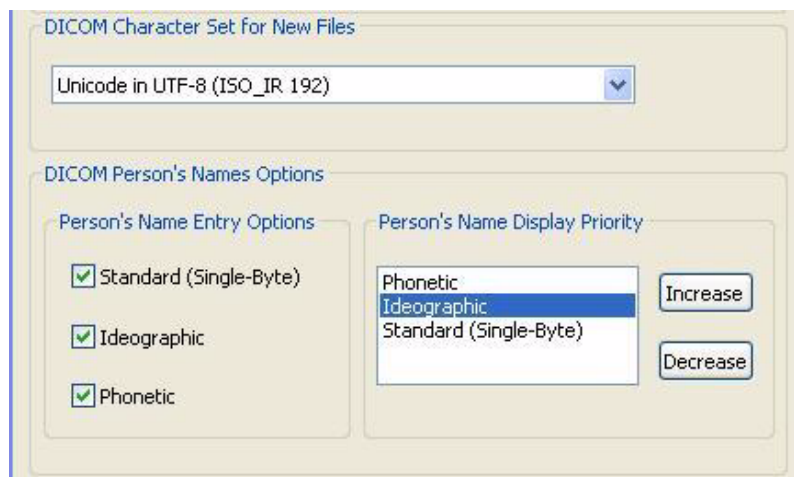 DICOM Character Set for New Files
Unicode in UTF-8 (ISO_IR 192)
DICOM Person's Names Options
Person's Name Entry Options
Standard (Single-Byte)
Ideographic
Phonetic
Person's Name Display Priority
Phonetic
Ideographic
Standard (Single-Byte)
Increase
Decrease